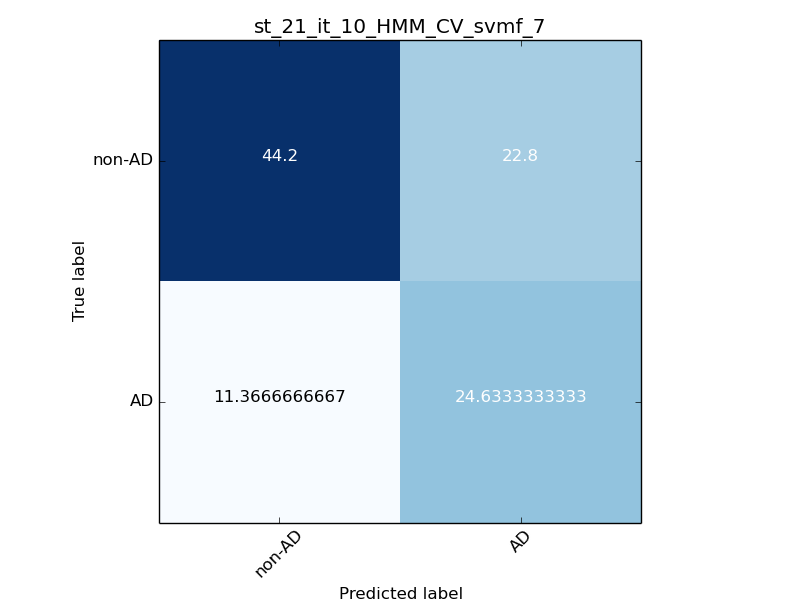 st_21_it_10_HMM_CV_svmf_7
non-AD
44.2
22.8
True label
AD
11.3666666667
24.6333333333
non-AD
AD
Predicted label